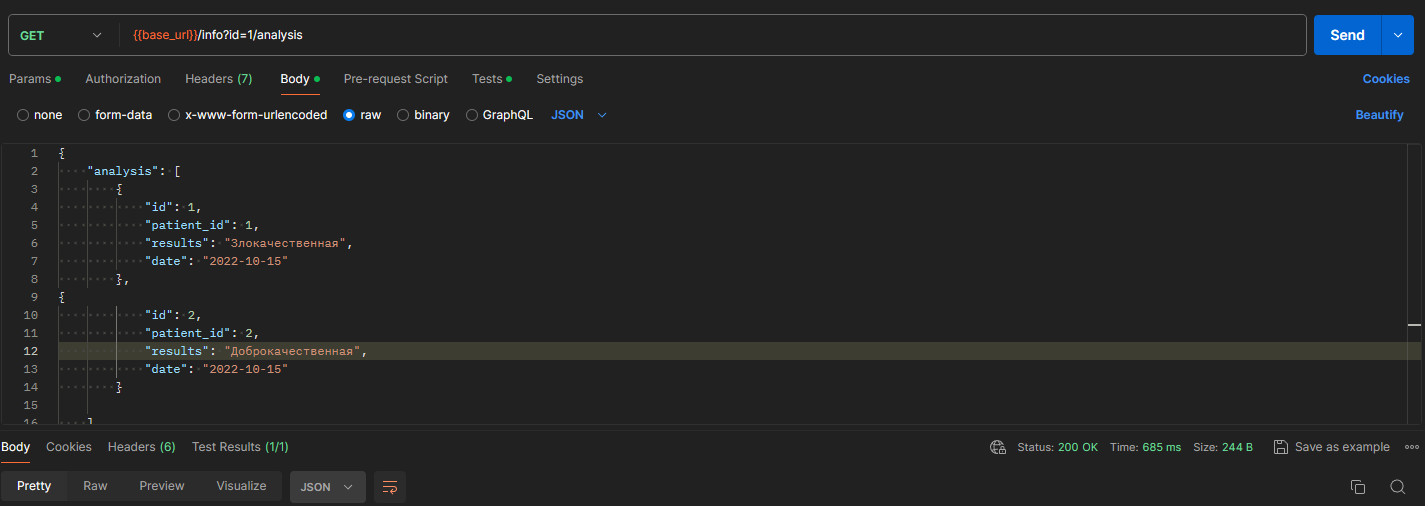 GET {{base_url}}/info?id=1/analysis Send
Params Authorization Headers (7) Body Pre-request Script Tests Settings Cookies
none form-data x-www-form-urlencoded raw binary GraphQL JSON Beautify
1 {
2 "analysis": [
3 {
4 "id": 1,
5 "patient_id": 1,
6 "results": "Злокачественная",
7 "date": "2022-10-15"
8 },
9 {
10 "id": 2,
11 "patient_id": 2,
12 "results": "Доброкачественная",
13 "date": "2022-10-15"
14 }
15
16 ]
Body Cookies Headers (6) Test Results (1/1) Status: 200 OK Time: 685 ms Size: 244 B Save as example
Pretty Raw Preview Visualize JSON